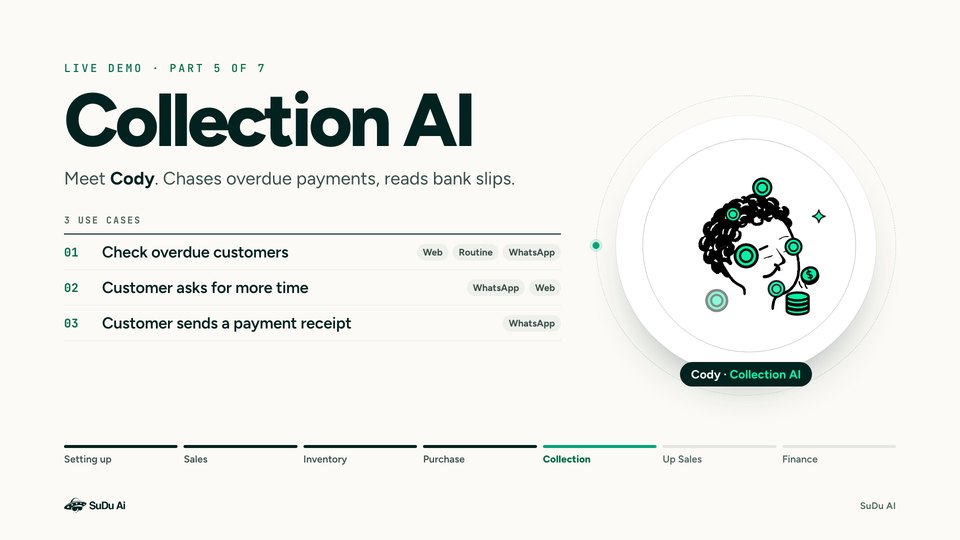 LIVE DEMO · PART 5 OF 7
Collection AI
Meet Cody. Chases overdue payments, reads bank slips.
3 USE CASES
01 Check overdue customers Web Routine WhatsApp
02 Customer asks for more time WhatsApp Web
03 Customer sends a payment receipt WhatsApp
$
Cody · Collection AI
Setting up Sales Inventory Purchase Collection Up Sales Finance
SuDu Ai SuDu AI